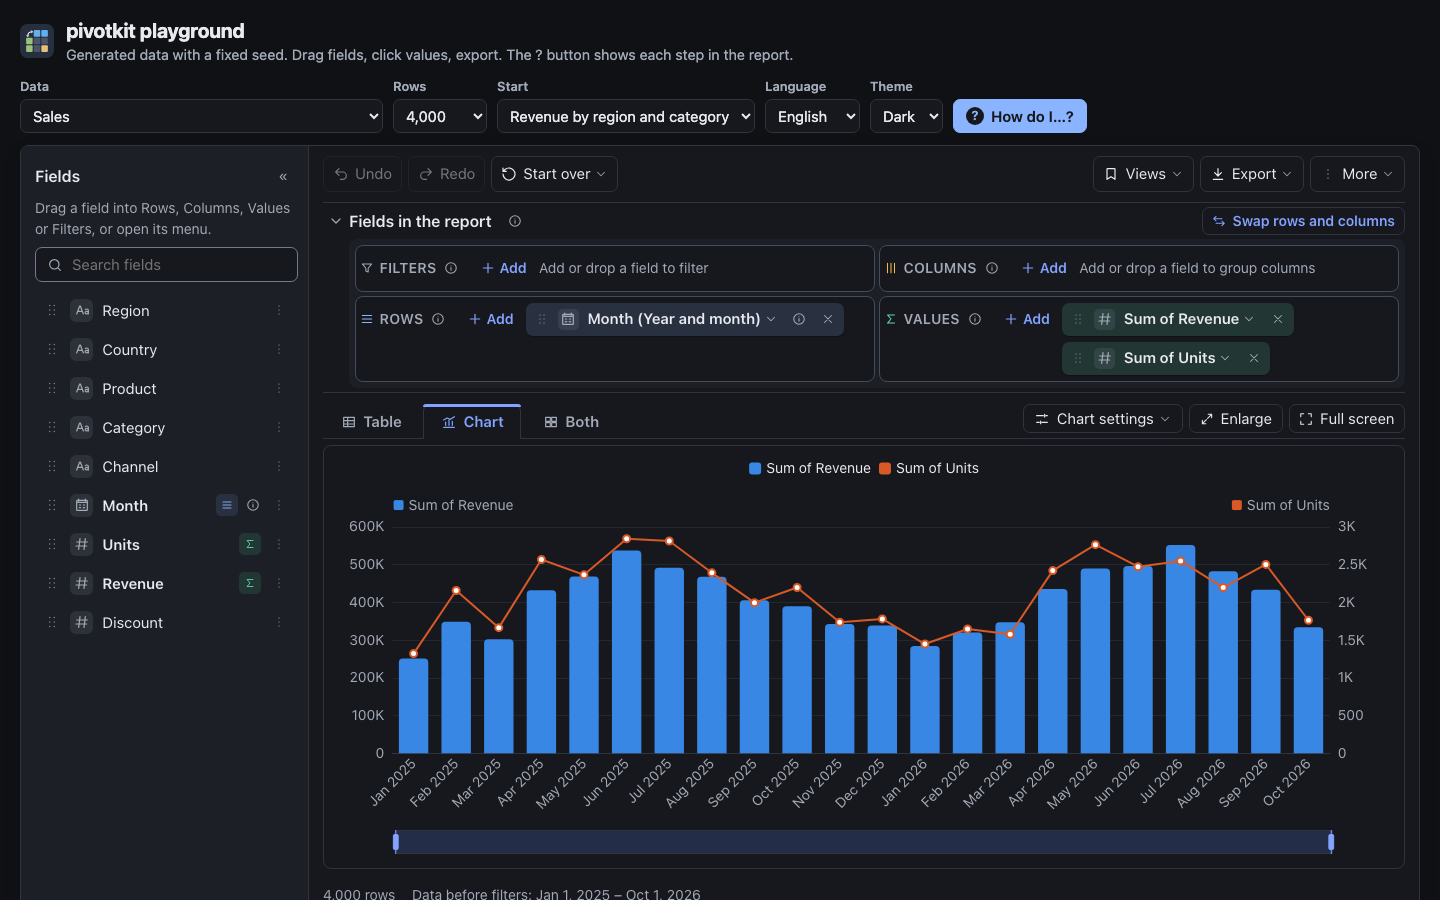 pivotkit playground
Generated data with a fixed seed. Drag fields, click values, export. The ? button shows each step in the report.
Data
Rows
Start
Language
Theme
Sales
4,000
Revenue by region and category
English
Dark
? How do I...?
Fields
«
Drag a field into Rows, Columns, Values
or Filters, or open its menu.
Search fields
Aa Region
Aa Country
Aa Product
Aa Category
Aa Channel
Month
# Units Σ
# Revenue Σ
# Discount
Undo
Redo
Start over
Views
Export
More
Fields in the report
Swap rows and columns
FILTERS
+ Add
Add or drop a field to filter
COLUMNS
+ Add
Add or drop a field to group columns
ROWS
+ Add
Month (Year and month)
Σ VALUES
+ Add
# Sum of Revenue
# Sum of Units
Table
Chart
Both
Chart settings
Enlarge
Full screen
Sum of Revenue
Sum of Units
Sum of Revenue
Sum of Units
600K
500K
400K
300K
200K
100K
0
3K
2.5K
2K
1.5K
1K
500
0
Jan 2025
Feb 2025
Mar 2025
Apr 2025
May 2025
Jun 2025
Jul 2025
Aug 2025
Sep 2025
Oct 2025
Nov 2025
Dec 2025
Jan 2026
Feb 2026
Mar 2026
Apr 2026
May 2026
Jun 2026
Jul 2026
Aug 2026
Sep 2026
Oct 2026
4,000 rows
Data before filters: Jan 1, 2025 – Oct 1, 2026